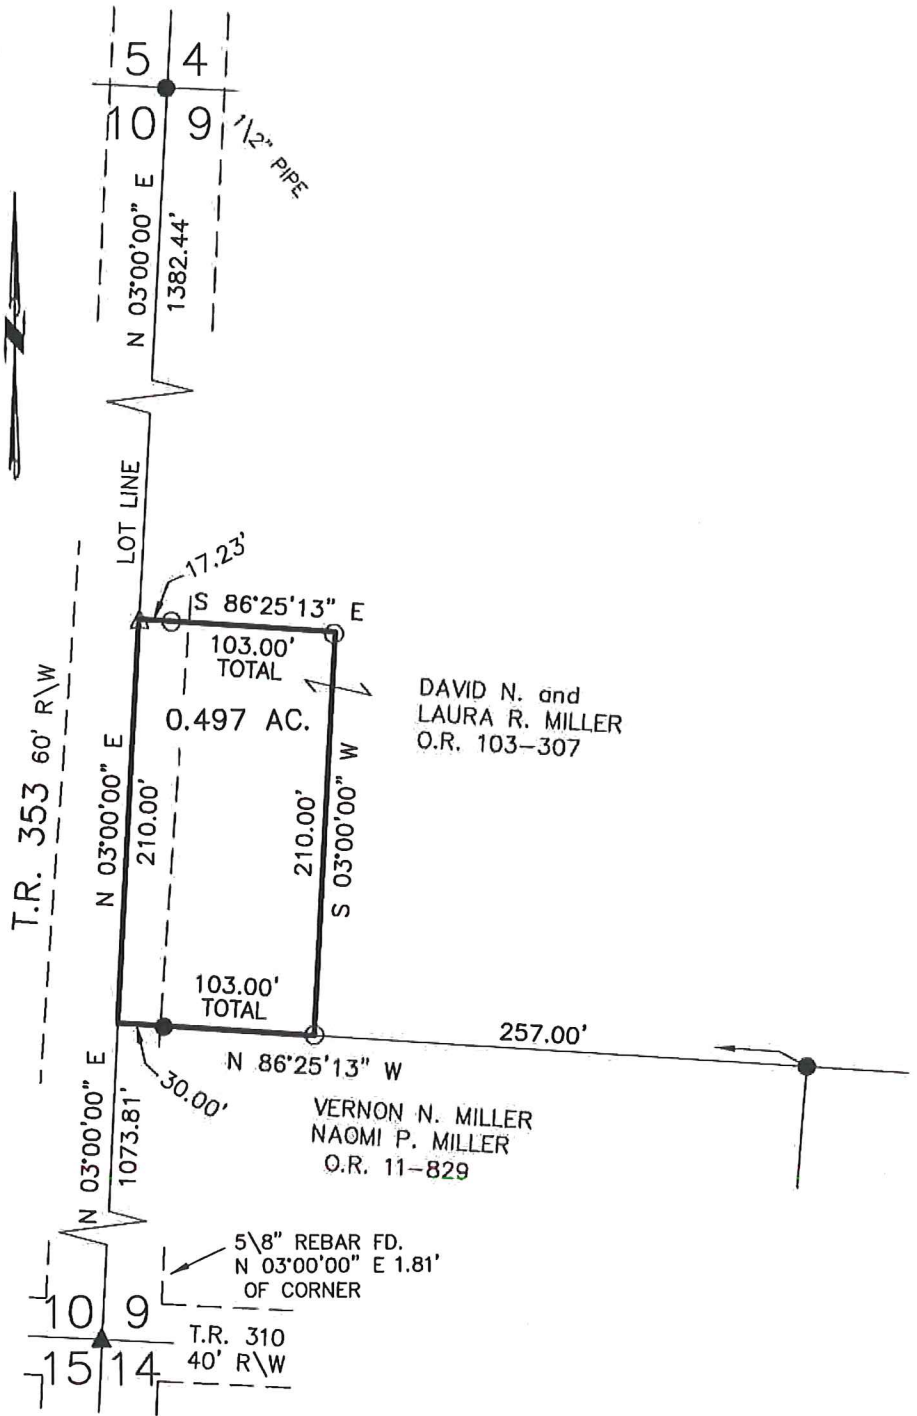 5 4
10 9
1\2" PIPE
N 03°00'00" E
1382.44'
N
LOT LINE
17.23'
S 86°25'13" E
103.00'
TOTAL
0.497 AC.
DAVID N. and
LAURA R. MILLER
O.R. 103-307
T.R. 353 60' R\W
N 03°00'00" E
210.00'
210.00'
S 03°00'00" W
103.00'
TOTAL
257.00'
N 86°25'13" W
30.00'
N 03°00'00" E
1073.81'
VERNON N. MILLER
NAOMI P. MILLER
O.R. 11-829
5\8" REBAR FD.
N 03°00'00" E 1.81'
OF CORNER
10 9
T.R. 310
40' R\W
15 14